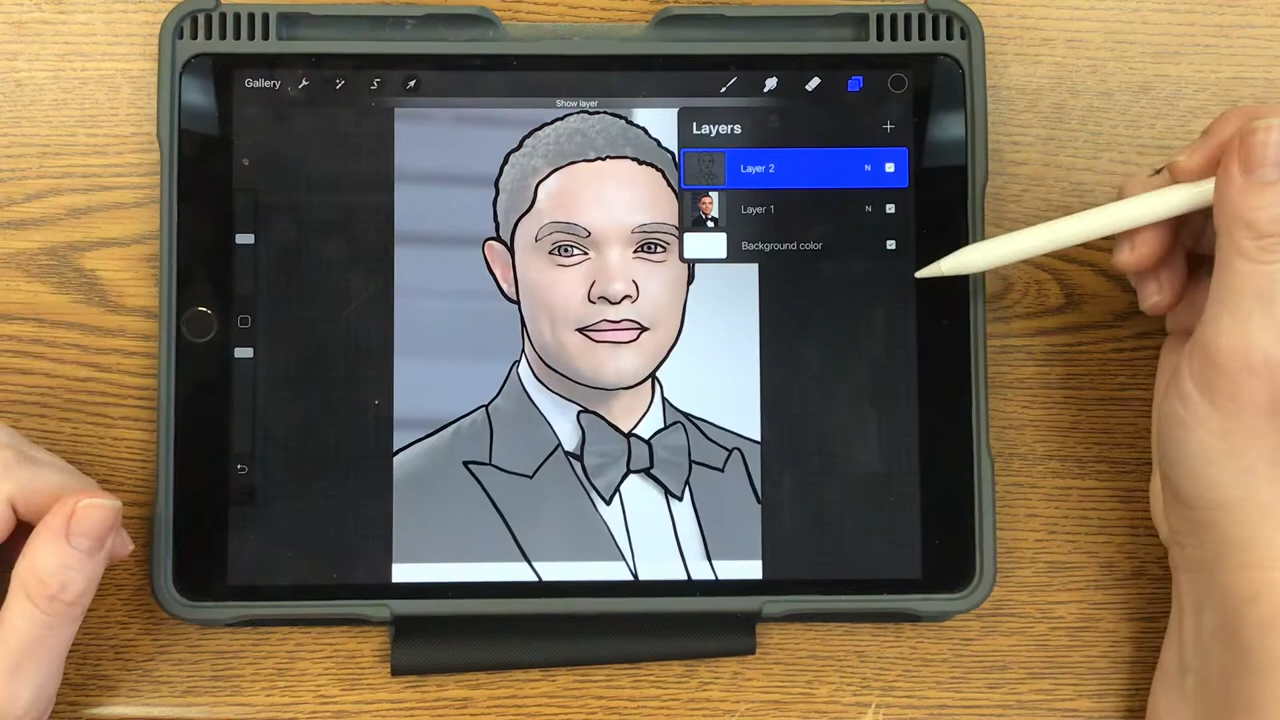 Gallery
Show layer
Layers
Layer 2 N
Layer 1 N
Background color